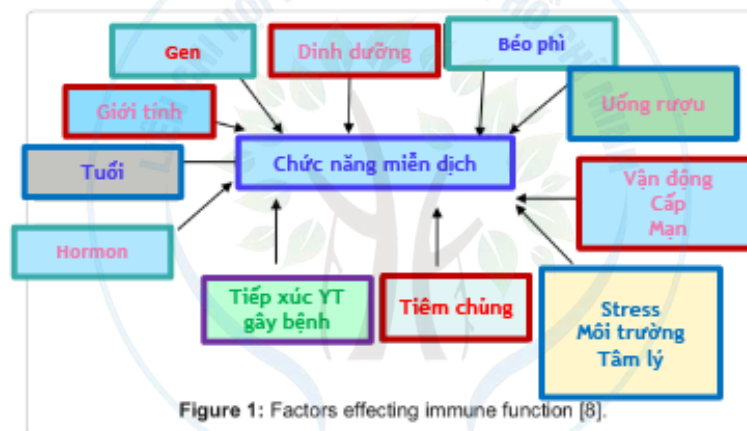 Gen
Dinh dưỡng
Béo phì
Giới tính
Uống rượu
Tuổi
Chức năng miễn dịch
Vận động
Cấp
Mạn
Hormon
Tiếp xúc YT
gây bệnh
Tiêm chủng
Stress
Môi trường
Tâm lý
Figure 1: Factors effecting immune function [8].